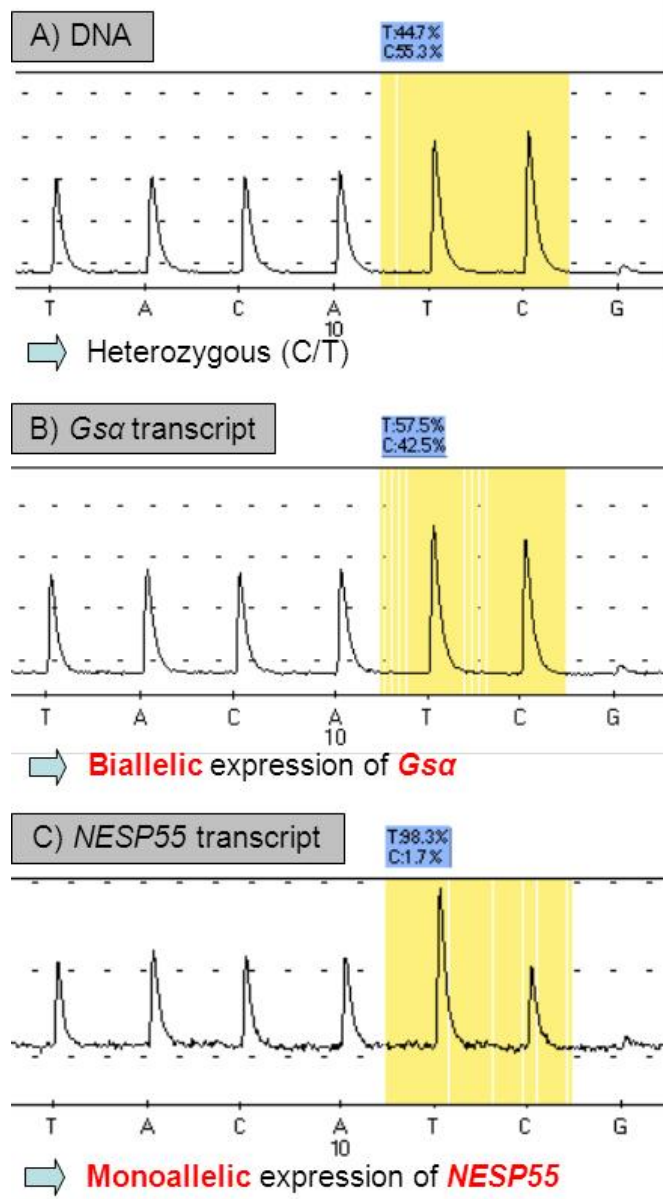 A) DNA
T:44.7%
C:55.3%
T A C A T C G
10
Heterozygous (C/T)
B) Gsα transcript
T:57.5%
C:42.5%
T A C A T C G
10
Biallelic expression of Gsα
C) NESP55 transcript
T:98.3%
C:1.7%
T A C A T C G
10
Monoallelic expression of NESP55